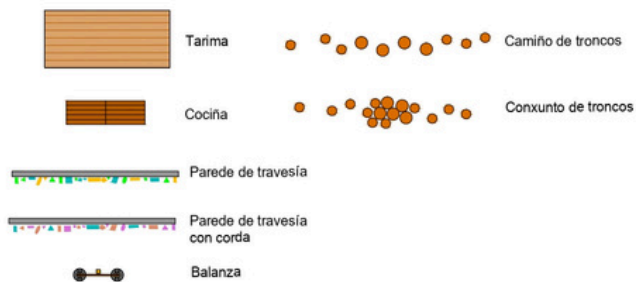 Tarima
Camiño de troncos
Cociña
Conxunto de troncos
Parede de travesía
Parede de travesía
con corda
Balanza